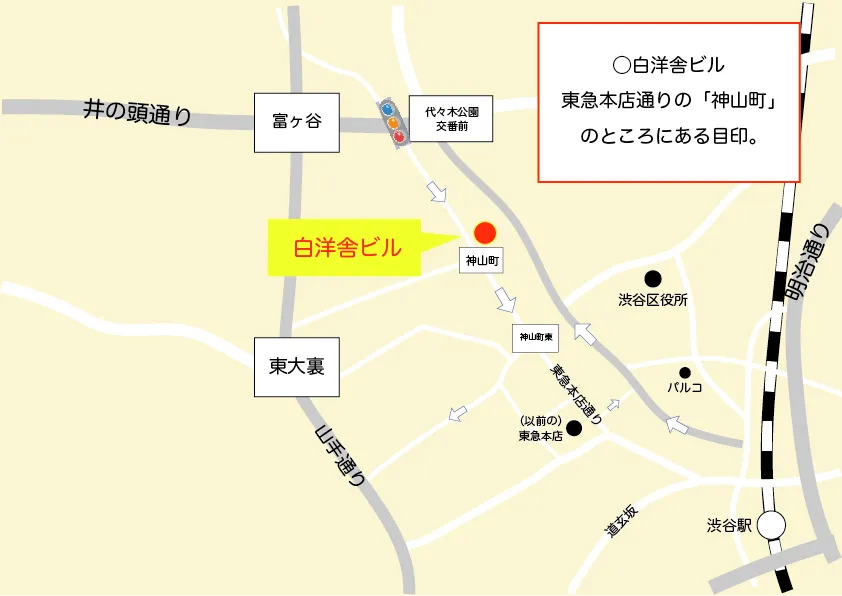 ◯白洋舎ビル
東急本店通りの「神山町」
のところにある目印。
井の頭通り
富ヶ谷
代々木公園
交番前
白洋舎ビル
神山町
明治通り
渋谷区役所
神山町東
東大裏
東急本店通り
パルコ
(以前の)
東急本店
山手通り
道玄坂
渋谷駅